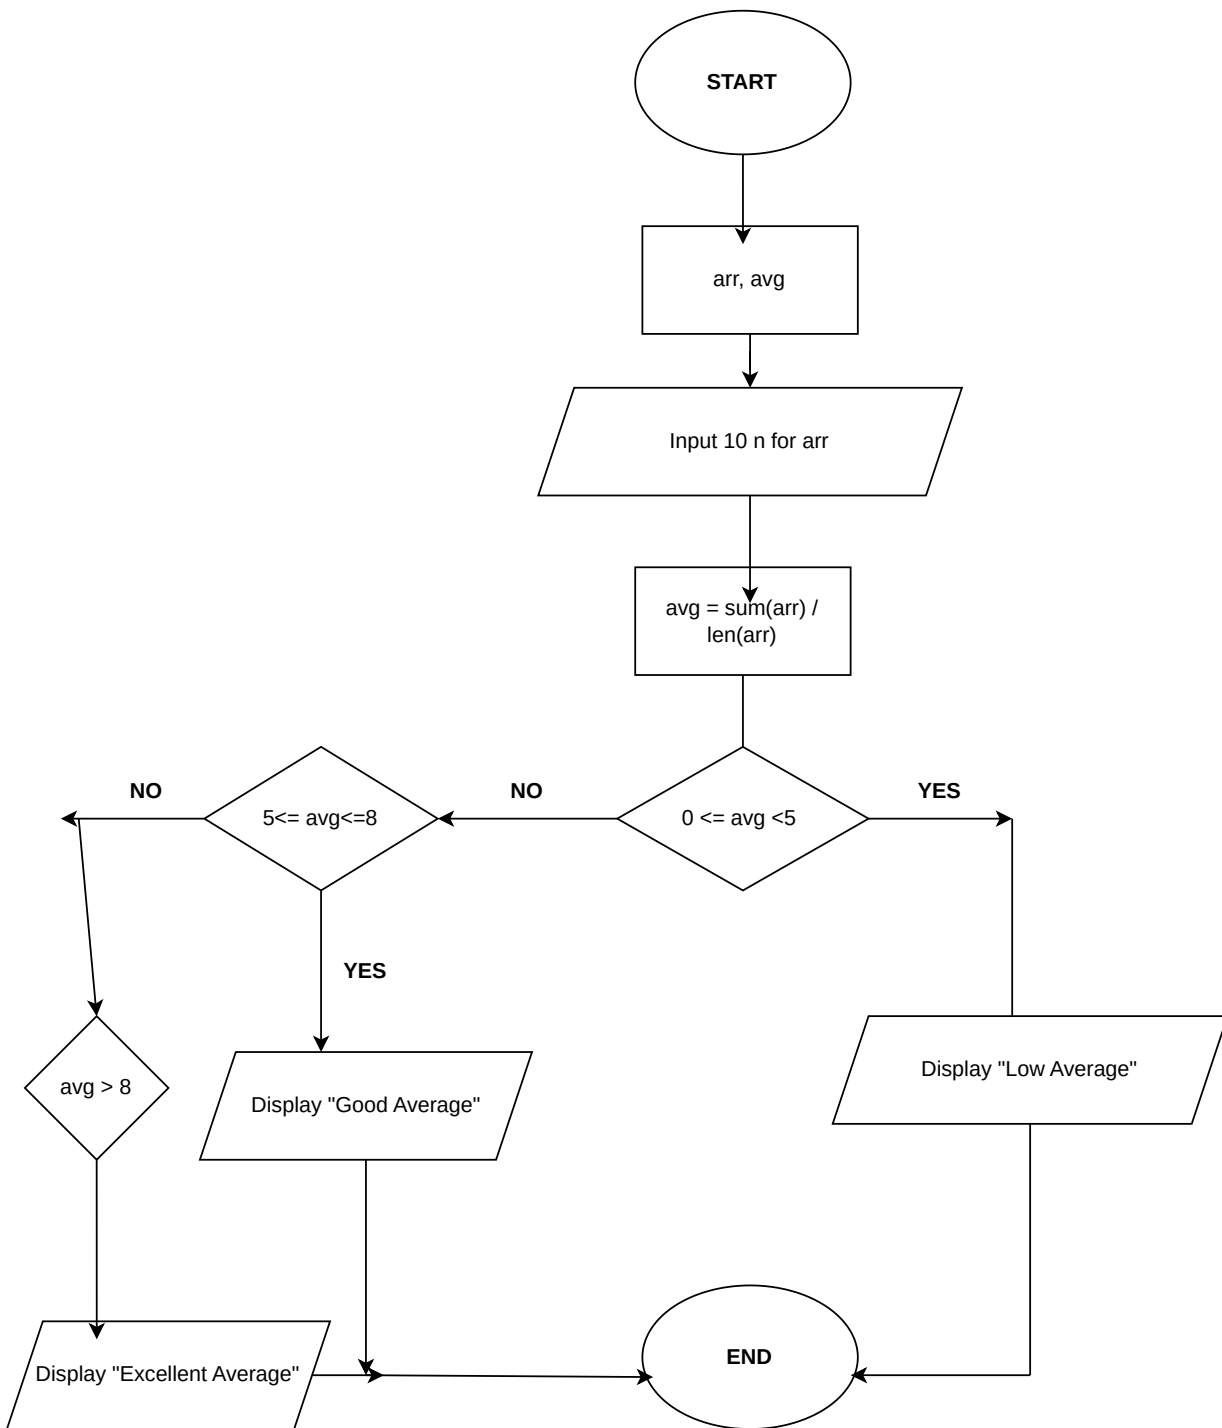 START
arr, avg
Input 10 n for arr
avg = sum(arr) /
len(arr)
NO
5<= avg<=8
NO
0 <= avg <5
YES
YES
avg > 8
Display "Good Average"
Display "Low Average"
Display "Excellent Average"
END